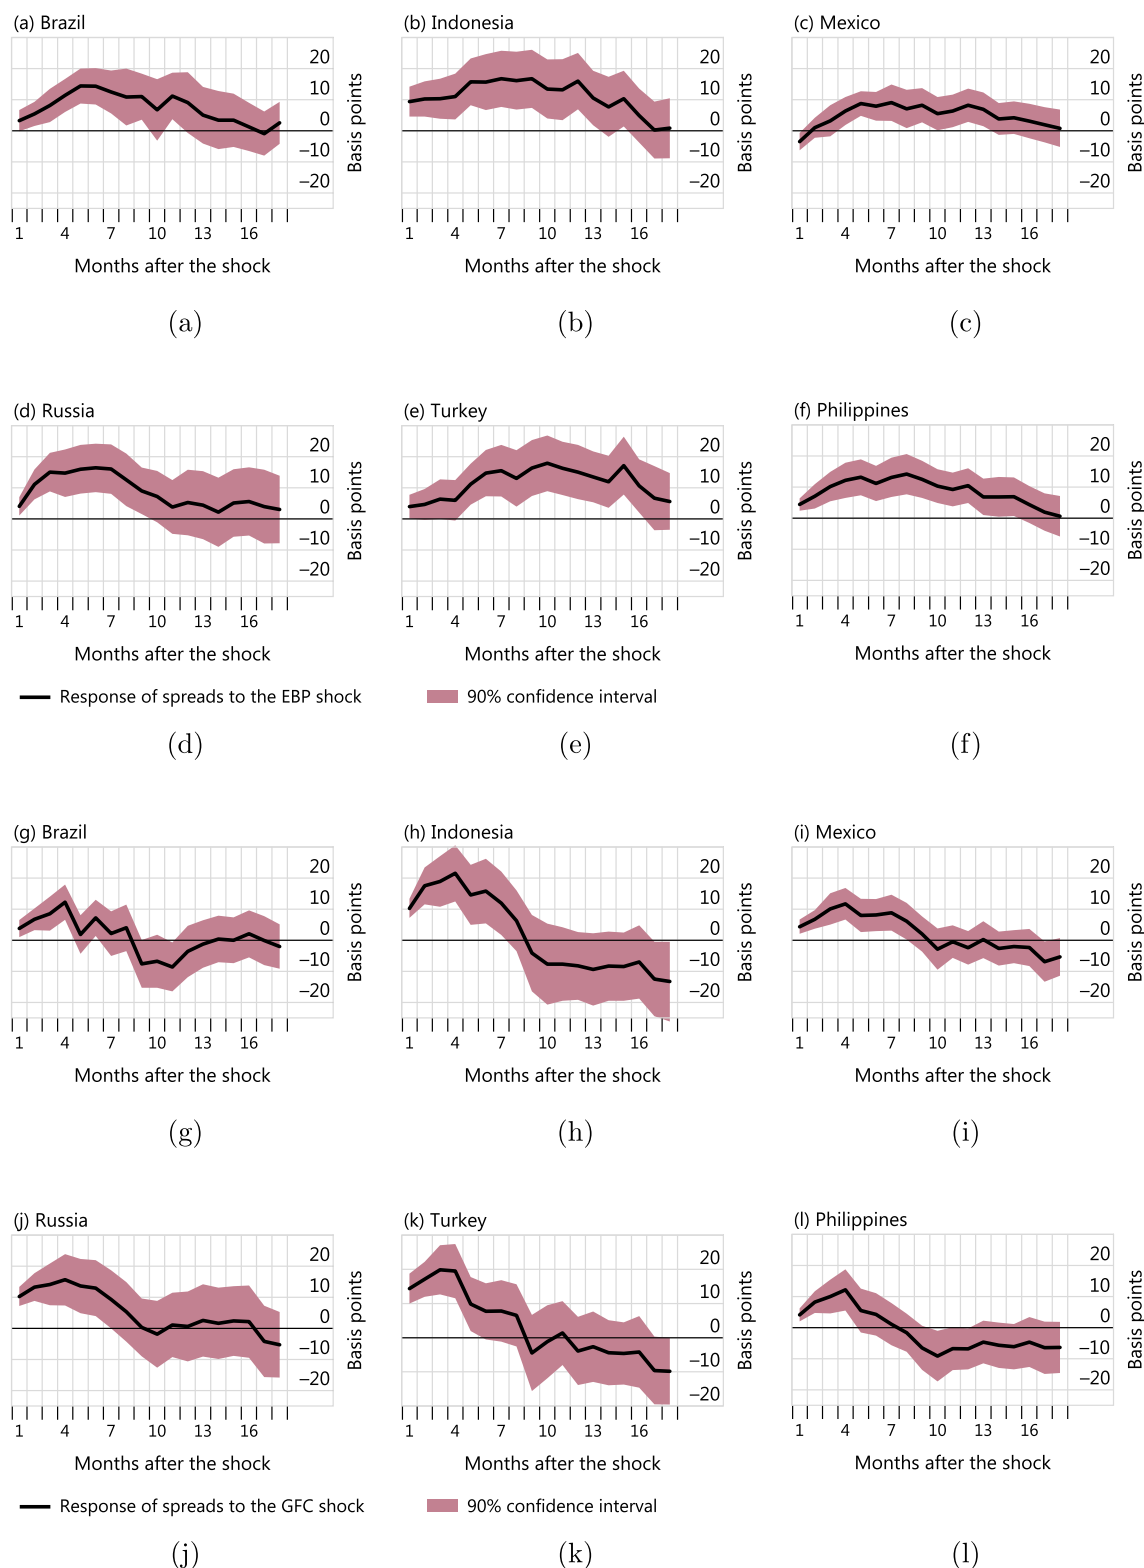 (a) Brazil (b) Indonesia (c) Mexico
20 20 20
10 10 10
0 0 0
–10 –10 –10
–20 –20 –20
Basis points Basis points Basis points
1 4 7 10 13 16 1 4 7 10 13 16 1 4 7 10 13 16
Months after the shock Months after the shock Months after the shock
(a) (b) (c)
(d) Russia (e) Turkey (f) Philippines
20 20 20
10 10 10
0 0 0
–10 –10 –10
–20 –20 –20
Basis points Basis points Basis points
1 4 7 10 13 16 1 4 7 10 13 16 1 4 7 10 13 16
Months after the shock Months after the shock Months after the shock
Response of spreads to the EBP shock 90% confidence interval
(d) (e) (f)
(g) Brazil (h) Indonesia (i) Mexico
20 20 20
10 10 10
0 0 0
–10 –10 –10
–20 –20 –20
Basis points Basis points Basis points
1 4 7 10 13 16 1 4 7 10 13 16 1 4 7 10 13 16
Months after the shock Months after the shock Months after the shock
(g) (h) (i)
(j) Russia (k) Turkey (l) Philippines
20 20 20
10 10 10
0 0 0
–10 –10 –10
–20 –20 –20
Basis points Basis points Basis points
1 4 7 10 13 16 1 4 7 10 13 16 1 4 7 10 13 16
Months after the shock Months after the shock Months after the shock
Response of spreads to the GFC shock 90% confidence interval
(j) (k) (l)